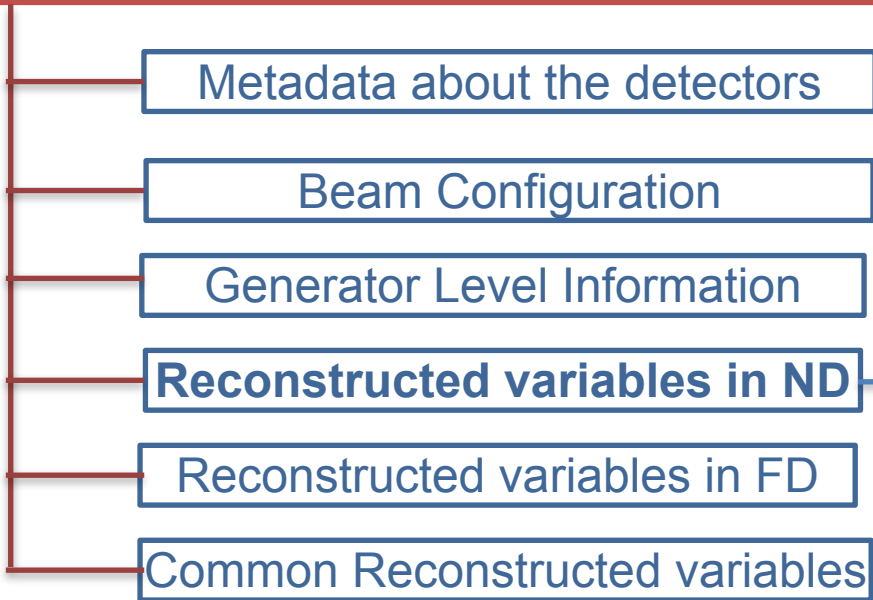 Metadata about the detectors
Beam Configuration
Generator Level Information
Reconstructed variables in ND
Reconstructed variables in FD
Common Reconstructed variables